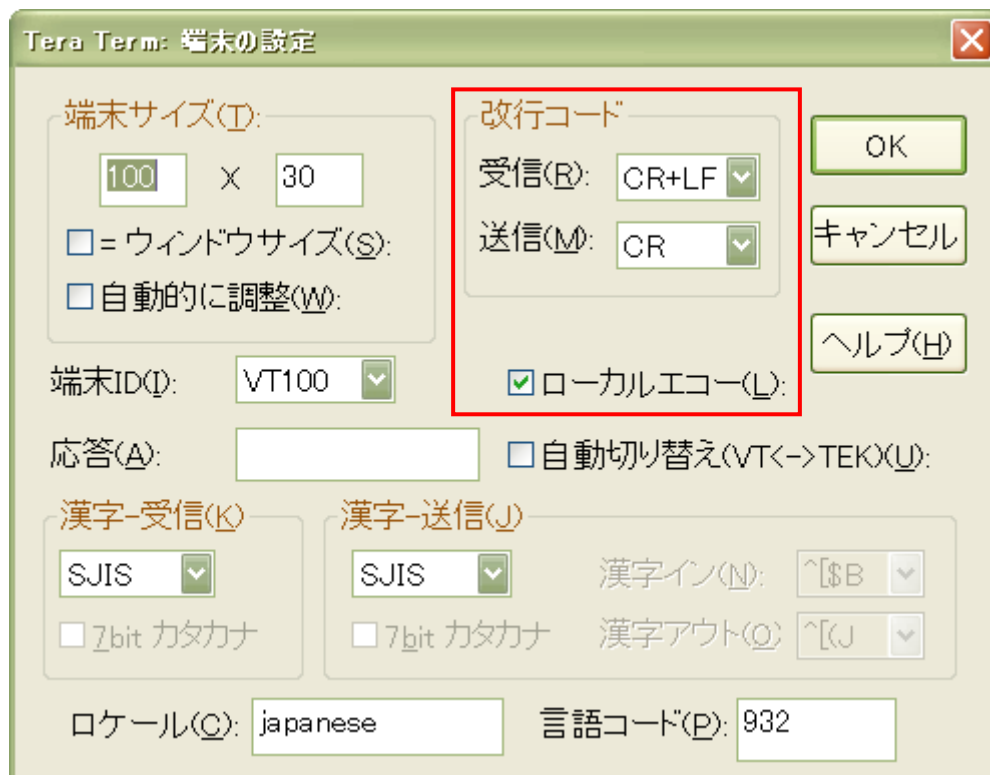 Tera Term: 端末の設定
端末サイズ(T):
100 X 30
= ウィンドウサイズ(S):
自動的に調整(W):
改行コード
受信(R): CR+LF
送信(M): CR
OK
キャンセル
ヘルプ(H)
端末ID(I): VT100
ローカルエコー(L):
応答(A):
自動切り替え(VT<->TEK)(U):
漢字-受信(K)
SJIS
7bit カタカナ
漢字-送信(J)
SJIS
7bit カタカナ
漢字イン(N): ^[$B
漢字アウト(O) ^[(J
ロケール(C): japanese
言語コード(P): 932